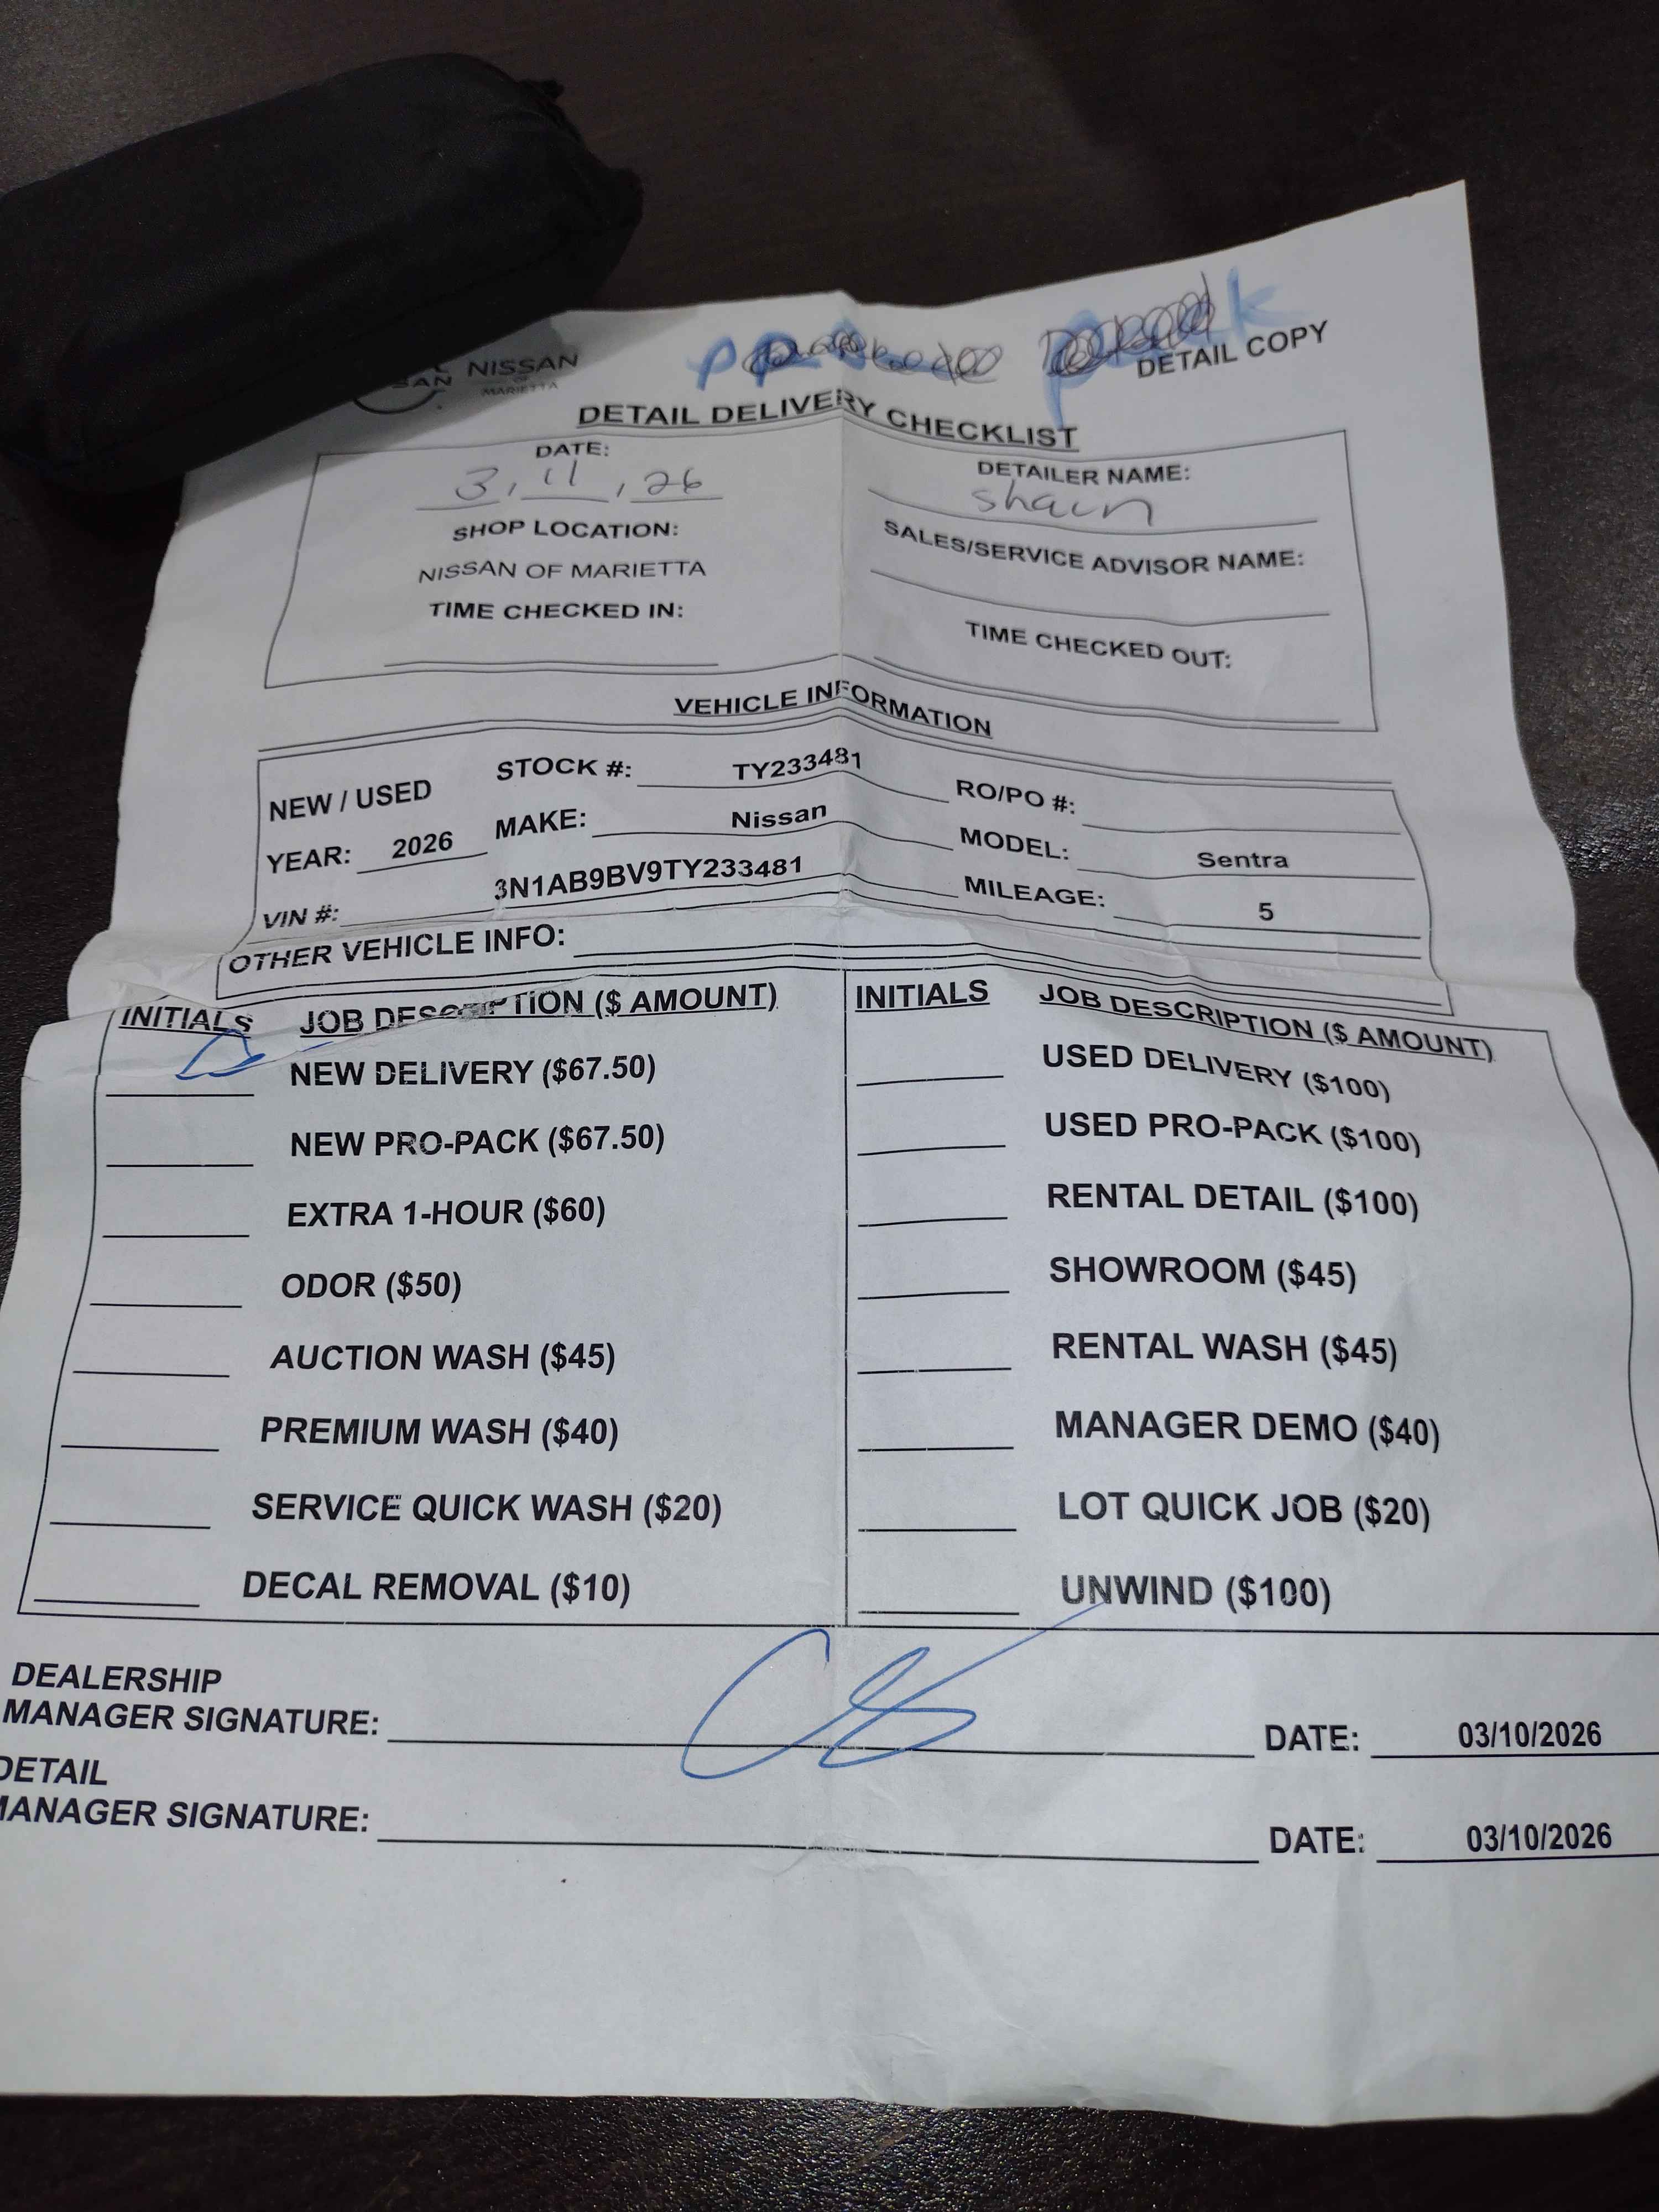 NISSAN
OF
MARIETTA
DETAIL COPY
DETAIL DELIVERY CHECKLIST
DATE:
3, 11, 26
SHOP LOCATION:
NISSAN OF MARIETTA
TIME CHECKED IN:
DETAILER NAME:
Shaun
SALES/SERVICE ADVISOR NAME:
TIME CHECKED OUT:
VEHICLE INFORMATION
NEW / USED
STOCK #: TY233481
RO/PO #:
YEAR: 2026
MAKE: Nissan
MODEL: Sentra
VIN #: 3N1AB9BV9TY233481
MILEAGE: 5
OTHER VEHICLE INFO:
INITIALS JOB DESCRIPTION ($ AMOUNT)
NEW DELIVERY ($67.50)
NEW PRO-PACK ($67.50)
EXTRA 1-HOUR ($60)
ODOR ($50)
AUCTION WASH ($45)
PREMIUM WASH ($40)
SERVICE QUICK WASH ($20)
DECAL REMOVAL ($10)
INITIALS JOB DESCRIPTION ($ AMOUNT)
USED DELIVERY ($100)
USED PRO-PACK ($100)
RENTAL DETAIL ($100)
SHOWROOM ($45)
RENTAL WASH ($45)
MANAGER DEMO ($40)
LOT QUICK JOB ($20)
UNWIND ($100)
DEALERSHIP
MANAGER SIGNATURE:
DATE: 03/10/2026
DETAIL
MANAGER SIGNATURE:
DATE: 03/10/2026